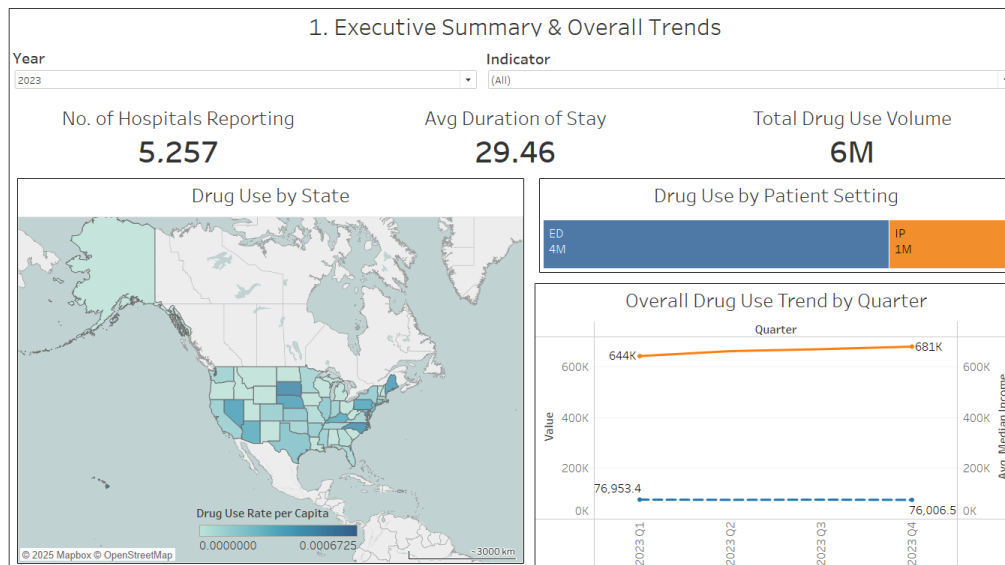 1. Executive Summary & Overall Trends
Year
Indicator
2023
(All)
No. of Hospitals Reporting
Avg Duration of Stay
Total Drug Use Volume
5,257
29.46
6M
Drug Use by State
Drug Use by Patient Setting
ED
4M
IP
1M
Overall Drug Use Trend by Quarter
Quarter
644K
681K
600K
600K
400K
400K
Value
Avg. Median Income
200K
200K
76,953.4
0K
0K
76,006.5
2023 Q1
2023 Q2
2023 Q3
2023 Q4
Drug Use Rate per Capita
0.0000000
0.0006725
© 2025 Mapbox © OpenStreetMap
~3000 km